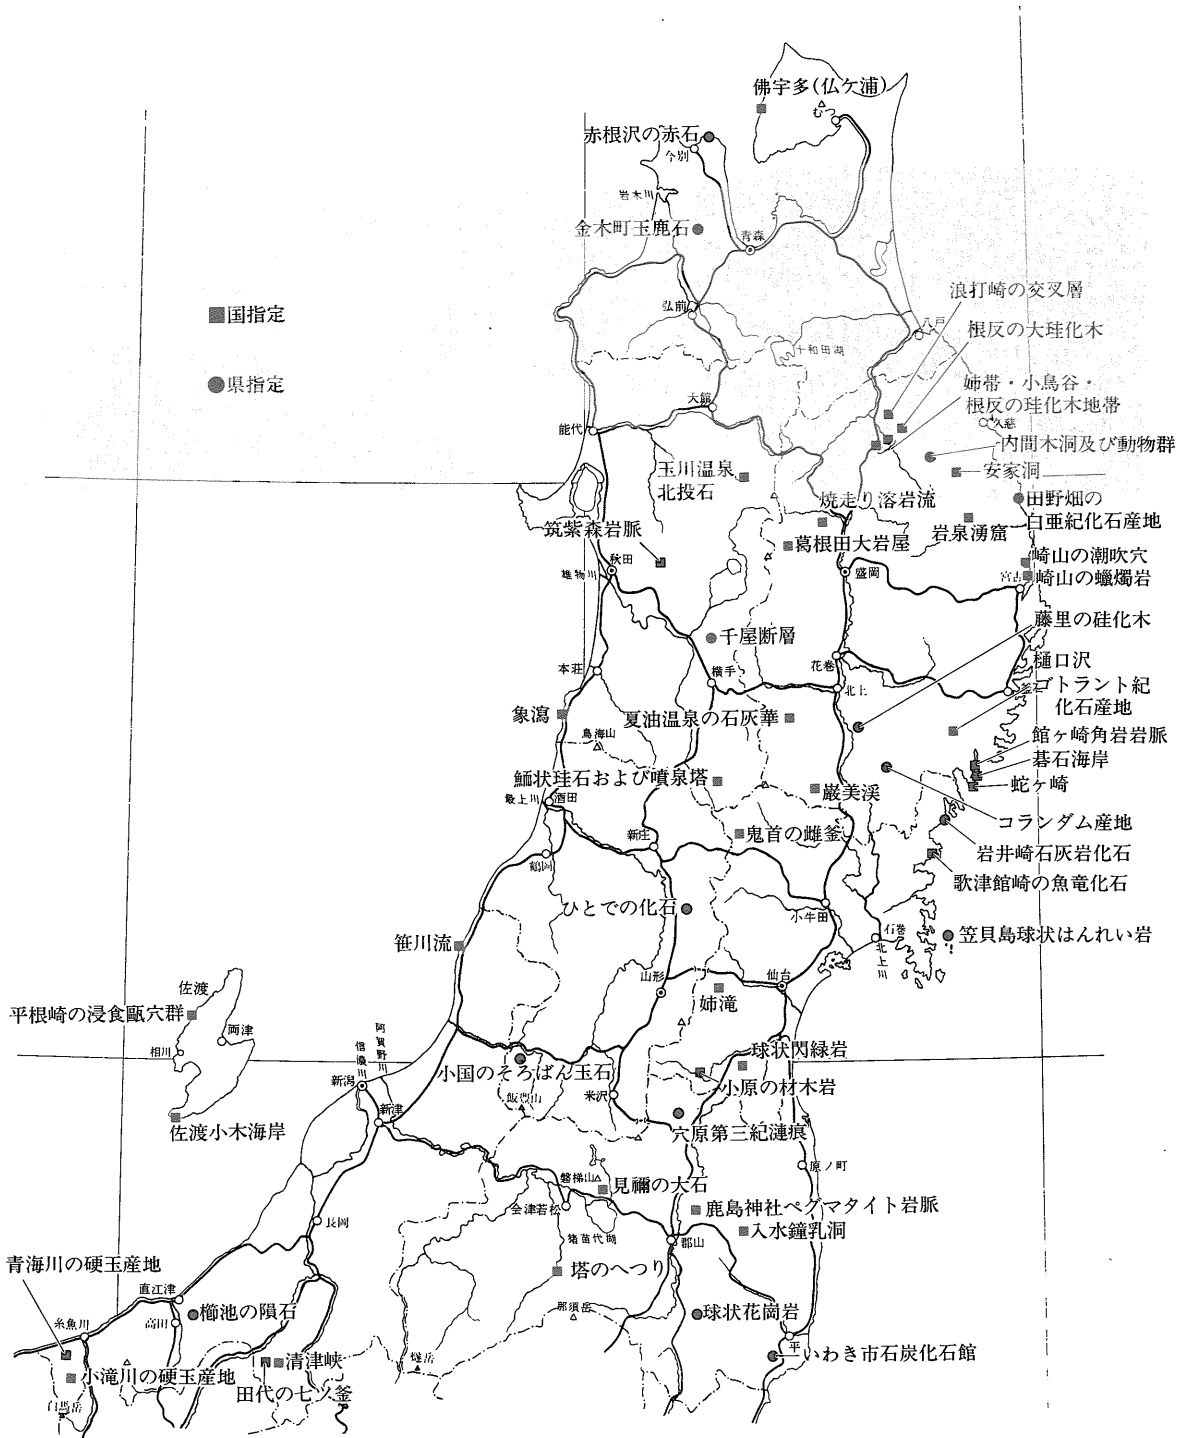 佛宇多(仏ケ浦)
むつ
赤根沢の赤石
今別
岩木川
金木町玉鹿石
青森
浪打崎の交叉層
国指定
弘前
八戸
根反の大珪化木
十和田湖
県指定
姉帯・小鳥谷・
根反の珪化木地帯
大館
久慈
能代
内間木洞及び動物群
玉川温泉
北投石
安家洞
焼走り溶岩流
田野畑の
白亜紀化石産地
筑紫森岩脈
岩泉湧窟
葛根田大岩屋
秋田
崎山の潮吹穴
雄物川
盛岡
宮古
崎山の蠟燭岩
藤里の硅化木
千屋断層
本荘
横手
花巻
樋口沢
ゴトラント紀
化石産地
北上
釜石
象潟
夏油温泉の石灰華
鳥海山
館ヶ崎角岩岩脈
碁石海岸
鮞状珪石および噴泉塔
蛇ヶ崎
最上川
酒田
厳美渓
コランダム産地
新庄
鬼首の雌釜
岩井崎石灰岩化石
鶴岡
歌津館崎の魚竜化石
ひとでの化石
小牛田
石巻
北上川
笠貝島球状はんれい岩
笹川流
山形
仙台
佐渡
姉滝
平根崎の浸食甌穴群
両津
相川
阿賀野川
信濃川
球状閃緑岩
小国のそろばん玉石
新潟
小原の材木岩
飯豊山
米沢
新津
佐渡小木海岸
穴原第三紀漣痕
原ノ町
磐梯山
見禰の大石
会津若松
鹿島神社ペグマタイト岩脈
長岡
猪苗代湖
郡山
入水鐘乳洞
青海川の硬玉産地
塔のへつり
直江津
那須岳
櫛池の隕石
球状花崗岩
糸魚川
高田
平
いわき市石炭化石館
清津峡
燧岳
小滝川の硬玉産地
田代の七ツ釜
白馬岳